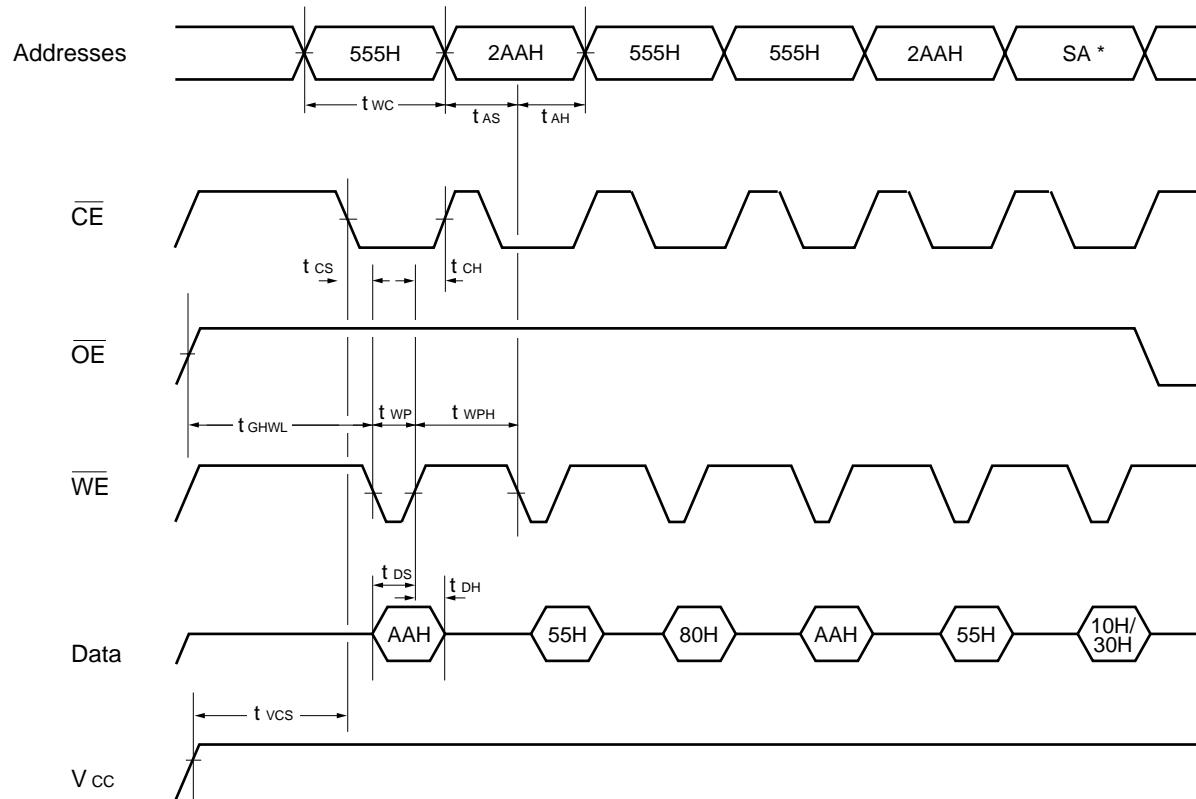 Addresses 555H 2AAH 555H 555H 2AAH SA *
t WC t AS t AH
CE
t CS t CH
OE
t GHWL t WP t WPH
WE
t DS t DH
Data AAH 55H 80H AAH 55H 10H/
30H
t VCS
V CC